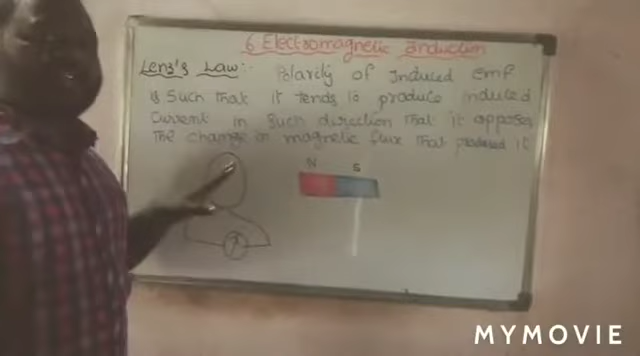 6 Electromagnetic Induction
Lenz's Law:- Polarity of Induced emf
is Such that it tends to produce induced
Current in Such direction that it opposes
The change in magnetic flux that produced it
N S
MYMOVIE